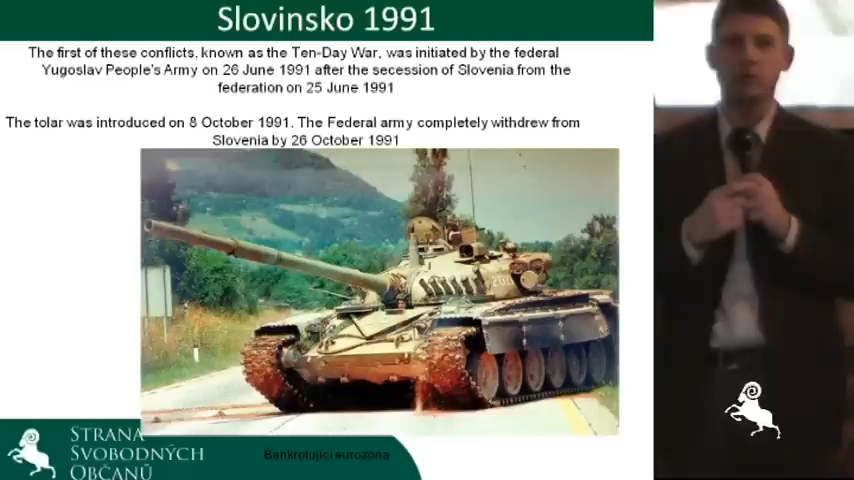 Slovinsko 1991
The first of these conflicts, known as the Ten-Day War, was initiated by the federal
Yugoslav People's Army on 26 June 1991 after the secession of Slovenia from the
federation on 25 June 1991
The tolar was introduced on 8 October 1991. The Federal army completely withdrew from
Slovenia by 26 October 1991
STRANA
SVOBODNÝCH
OBČANŮ
Bankrotující eurozóna